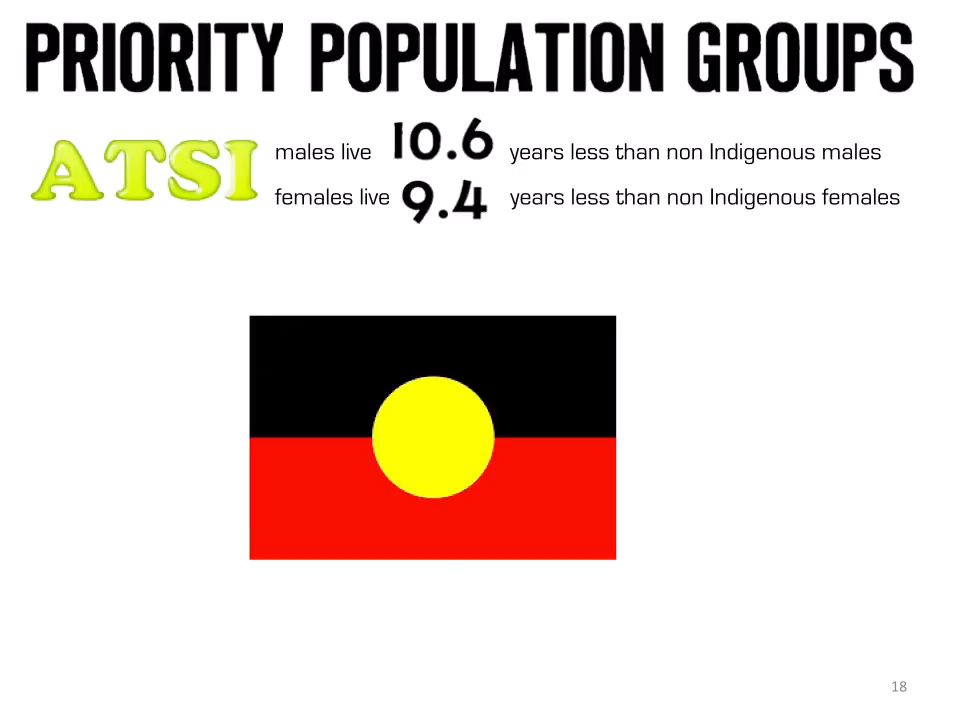 PRIORITY POPULATION GROUPS
ATSI males live 10.6 years less than non Indigenous males
females live 9.4 years less than non Indigenous females
18